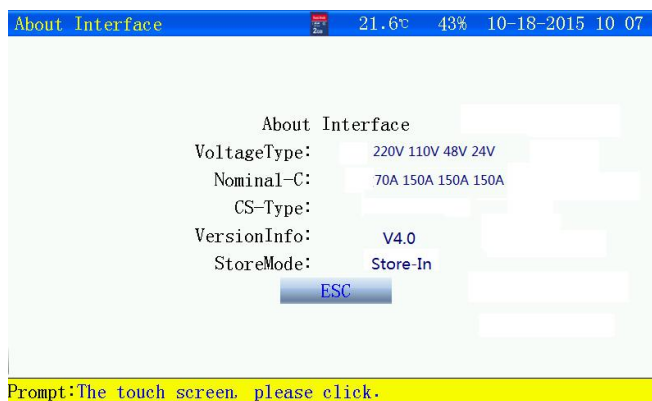 About Interface 21.6℃ 43% 10-18-2015 10 07
About Interface
VoltageType: 220V 110V 48V 24V
Nominal-C: 70A 150A 150A 150A
CS-Type:
VersionInfo: V4.0
StoreMode: Store-In
ESC
Prompt:The touch screen, please click.